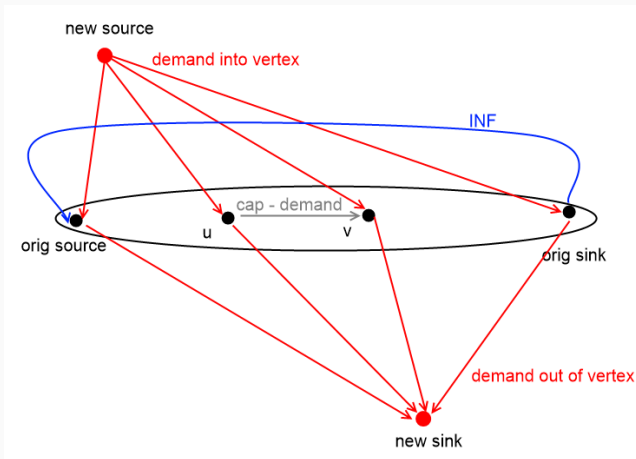 new source
demand into vertex
INF
cap - demand
u
v
orig source
orig sink
demand out of vertex
new sink